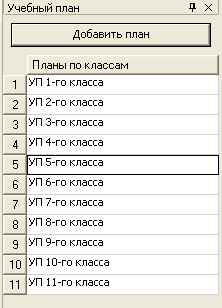 Учебный план
Добавить план
Планы по классам
1 УП 1-го класса
2 УП 2-го класса
3 УП 3-го класса
4 УП 4-го класса
5 УП 5-го класса
6 УП 6-го класса
7 УП 7-го класса
8 УП 8-го класса
9 УП 9-го класса
10 УП 10-го класса
11 УП 11-го класса